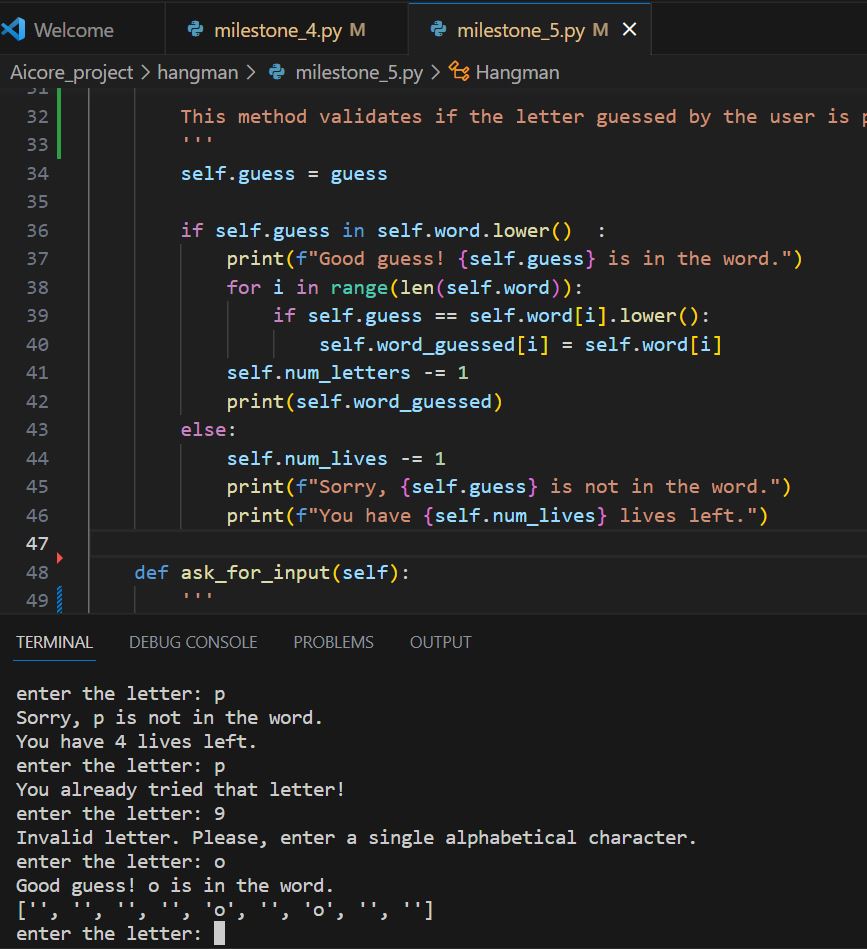 Welcome milestone_4.py M milestone_5.py M
Aicore_project > hangman > milestone_5.py > Hangman
31
32 This method validates if the letter guessed by the user is
33 '''
34 self.guess = guess
35
36 if self.guess in self.word.lower()  :
37 print(f"Good guess! {self.guess} is in the word.")
38 for i in range(len(self.word)):
39 if self.guess == self.word[i].lower():
40 self.word_guessed[i] = self.word[i]
41 self.num_letters -= 1
42 print(self.word_guessed)
43 else:
44 self.num_lives -= 1
45 print(f"Sorry, {self.guess} is not in the word.")
46 print(f"You have {self.num_lives} lives left.")
47
48 def ask_for_input(self):
49 '''
TERMINAL DEBUG CONSOLE PROBLEMS OUTPUT
enter the letter: p
Sorry, p is not in the word.
You have 4 lives left.
enter the letter: p
You already tried that letter!
enter the letter: 9
Invalid letter. Please, enter a single alphabetical character.
enter the letter: o
Good guess! o is in the word.
['', '', '', '', 'o', '', 'o', '', '']
enter the letter: